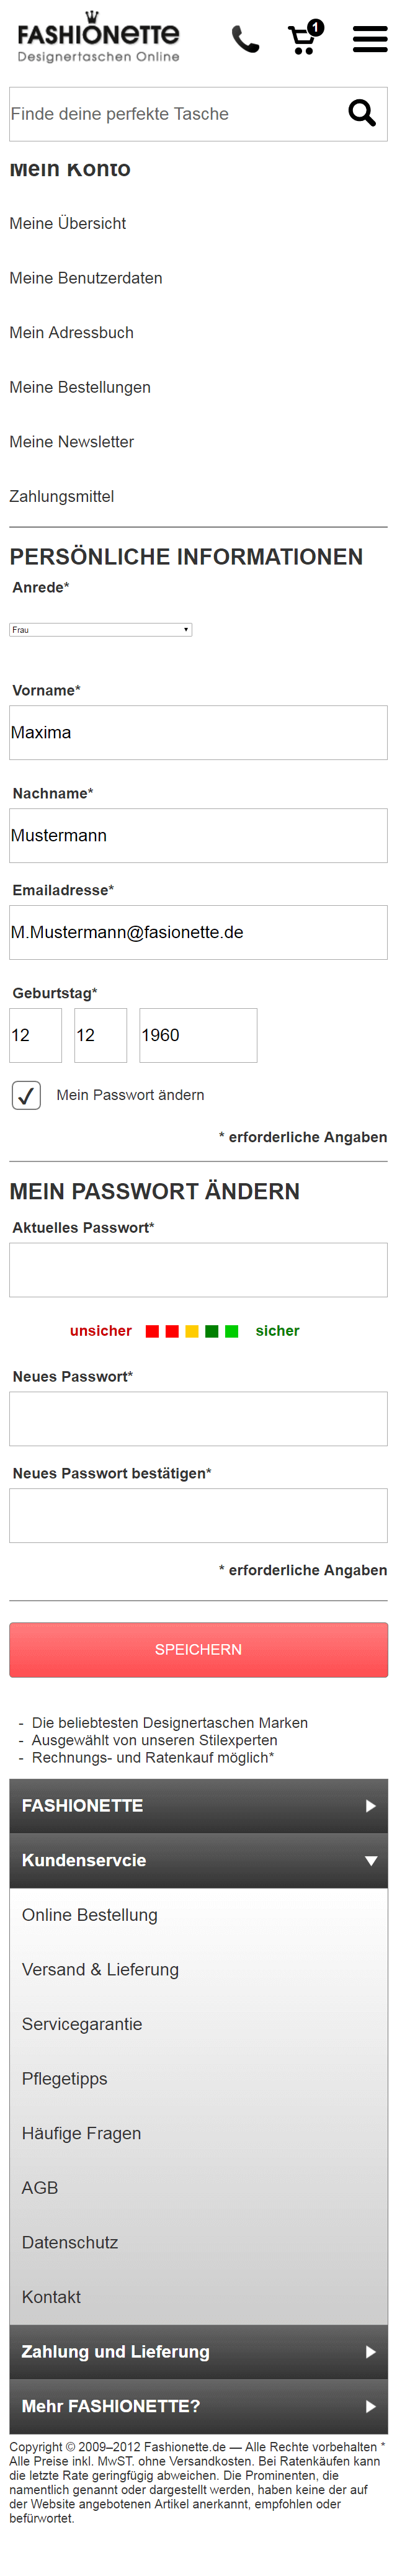 FASHIONETTE
Designertaschen Online
1
Finde deine perfekte Tasche
Mein Konto
Meine Übersicht
Meine Benutzerdaten
Mein Adressbuch
Meine Bestellungen
Meine Newsletter
Zahlungsmittel
PERSÖNLICHE INFORMATIONEN
Anrede*
Frau
Vorname*
Maxima
Nachname*
Mustermann
Emailadresse*
M.Mustermann@fasionette.de
Geburtstag*
12 12 1960
Mein Passwort ändern
* erforderliche Angaben
MEIN PASSWORT ÄNDERN
Aktuelles Passwort*
unsicher sicher
Neues Passwort*
Neues Passwort bestätigen*
* erforderliche Angaben
SPEICHERN
- Die beliebtesten Designertaschen Marken
- Ausgewählt von unseren Stilexperten
- Rechnungs- und Ratenkauf möglich*
FASHIONETTE
Kundenservcie
Online Bestellung
Versand & Lieferung
Servicegarantie
Pflegetipps
Häufige Fragen
AGB
Datenschutz
Kontakt
Zahlung und Lieferung
Mehr FASHIONETTE?
Copyright © 2009–2012 Fashionette.de — Alle Rechte vorbehalten *
Alle Preise inkl. MwST. ohne Versandkosten. Bei Ratenkäufen kann
die letzte Rate geringfügig abweichen. Die Prominenten, die
namentlich genannt oder dargestellt werden, haben keine der auf
der Website angebotenen Artikel anerkannt, empfohlen oder
befürwortet.